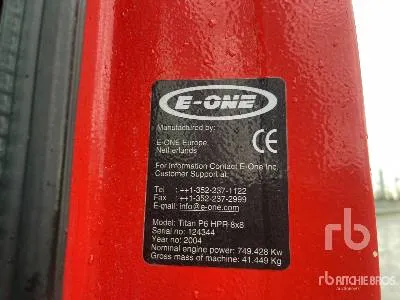 E-ONE
Manufactured by:
E-ONE Europe
Netherlands
CE
For Information Contact E-One Inc.
Customer Support at:
Tel : ++1-352-237-1122
Fax : ++1-352-237-2999
E-mail: info@e-one.com
Model: Titan P6 HPR 8x8
Serial no: 124344
Year no: 2004
Nominal engine power: 749.428 Kw
Gross mass of machine: 41.449 Kg
rb
rb RITCHIE BROS.
Auctioneers